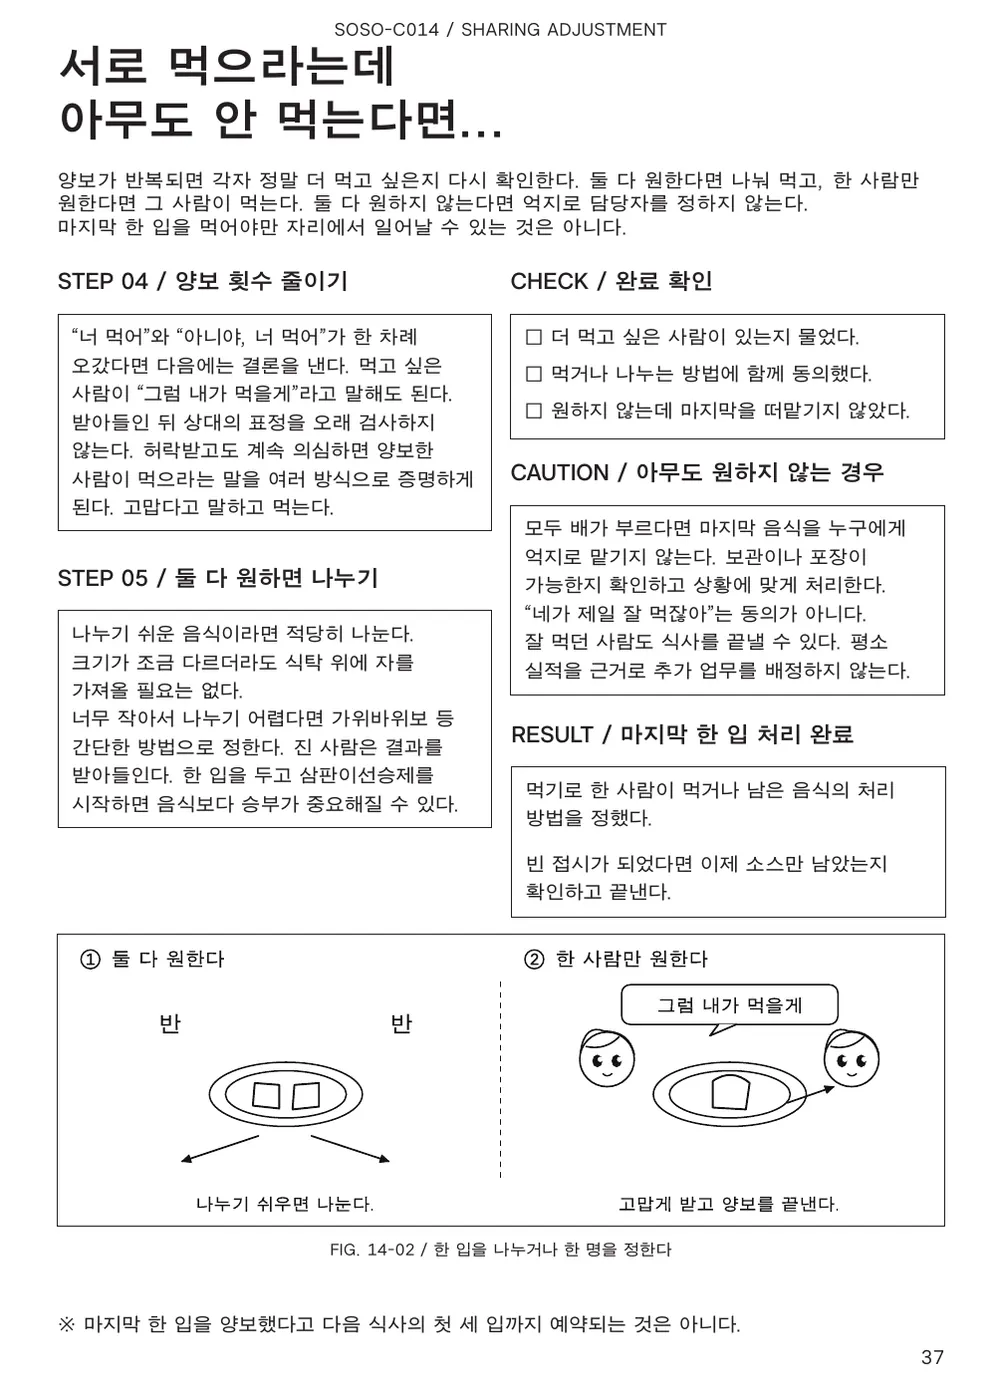 SOSO-C014 / SHARING ADJUSTMENT
서로 먹으라는데
아무도 안 먹는다면...
양보가 반복되면 각자 정말 더 먹고 싶은지 다시 확인한다. 둘 다 원한다면 나눠 먹고, 한 사람만
원한다면 그 사람이 먹는다. 둘 다 원하지 않는다면 억지로 담당자를 정하지 않는다.
마지막 한 입을 먹어야만 자리에서 일어날 수 있는 것은 아니다.
STEP 04 / 양보 횟수 줄이기
“너 먹어”와 “아니야, 너 먹어”가 한 차례
오갔다면 다음에는 결론을 낸다. 먹고 싶은
사람이 “그럼 내가 먹을게”라고 말해도 된다.
받아들인 뒤 상대의 표정을 오래 검사하지
않는다. 허락받고도 계속 의심하면 양보한
사람이 먹으라는 말을 여러 방식으로 증명하게
된다. 고맙다고 말하고 먹는다.
STEP 05 / 둘 다 원하면 나누기
나누기 쉬운 음식이라면 적당히 나눈다.
크기가 조금 다르더라도 식탁 위에 자를
가져올 필요는 없다.
너무 작아서 나누기 어렵다면 가위바위보 등
간단한 방법으로 정한다. 진 사람은 결과를
받아들인다. 한 입을 두고 삼판이선승제를
시작하면 음식보다 승부가 중요해질 수 있다.
CHECK / 완료 확인
□ 더 먹고 싶은 사람이 있는지 물었다.
□ 먹거나 나누는 방법에 함께 동의했다.
□ 원하지 않는데 마지막을 떠맡기지 않았다.
CAUTION / 아무도 원하지 않는 경우
모두 배가 부르다면 마지막 음식을 누구에게
억지로 맡기지 않는다. 보관이나 포장이
가능한지 확인하고 상황에 맞게 처리한다.
“네가 제일 잘 먹잖아”는 동의가 아니다.
잘 먹던 사람도 식사를 끝낼 수 있다. 평소
실적을 근거로 추가 업무를 배정하지 않는다.
RESULT / 마지막 한 입 처리 완료
먹기로 한 사람이 먹거나 남은 음식의 처리
방법을 정했다.
빈 접시가 되었다면 이제 소스만 남았는지
확인하고 끝낸다.
① 둘 다 원한다
반
반
나누기 쉬우면 나눈다.
② 한 사람만 원한다
그럼 내가 먹을게
고맙게 받고 양보를 끝낸다.
FIG. 14-02 / 한 입을 나누거나 한 명을 정한다
※ 마지막 한 입을 양보했다고 다음 식사의 첫 세 입까지 예약되는 것은 아니다.
37